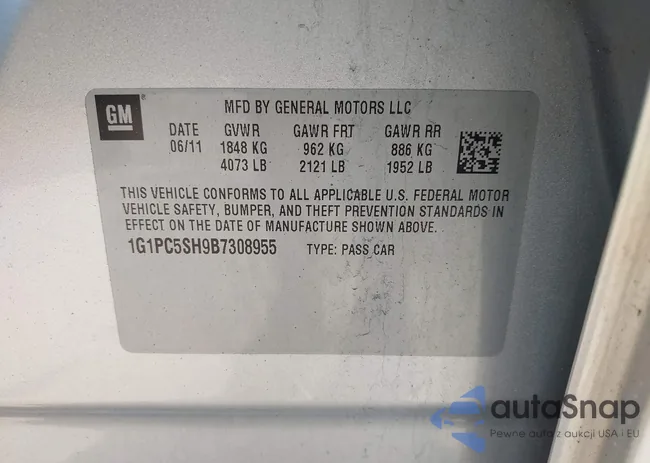 GM
MFD BY GENERAL MOTORS LLC
DATE GVWR GAWR FRT GAWR RR
06/11 1848 KG 962 KG 886 KG
4073 LB 2121 LB 1952 LB
THIS VEHICLE CONFORMS TO ALL APPLICABLE U.S. FEDERAL MOTOR
VEHICLE SAFETY, BUMPER, AND THEFT PREVENTION STANDARDS IN
EFFECT ON THE DATE OF MANUFACTURE SHOWN ABOVE.
1G1PC5SH9B7308955 TYPE: PASS CAR
autoSnap
Pewne auta z aukcji USA i EU